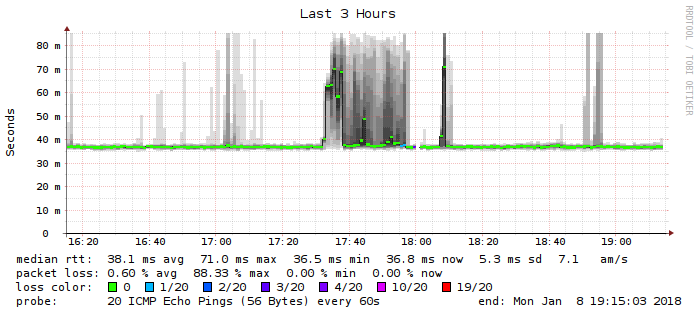 Last 3 Hours
RRDTOOL / TOBI OETIKER
Seconds
80 m
70 m
60 m
50 m
40 m
30 m
20 m
10 m
0
16:20 16:40 17:00 17:20 17:40 18:00 18:20 18:40 19:00
median rtt: 38.1 ms avg 71.0 ms max 36.5 ms min 36.8 ms now 5.3 ms sd 7.1 am/s
packet loss: 0.60 % avg 88.33 % max 0.00 % min 0.00 % now
loss color: 0 1/20 2/20 3/20 4/20 10/20 19/20
probe: 20 ICMP Echo Pings (56 Bytes) every 60s end: Mon Jan 8 19:15:03 2018